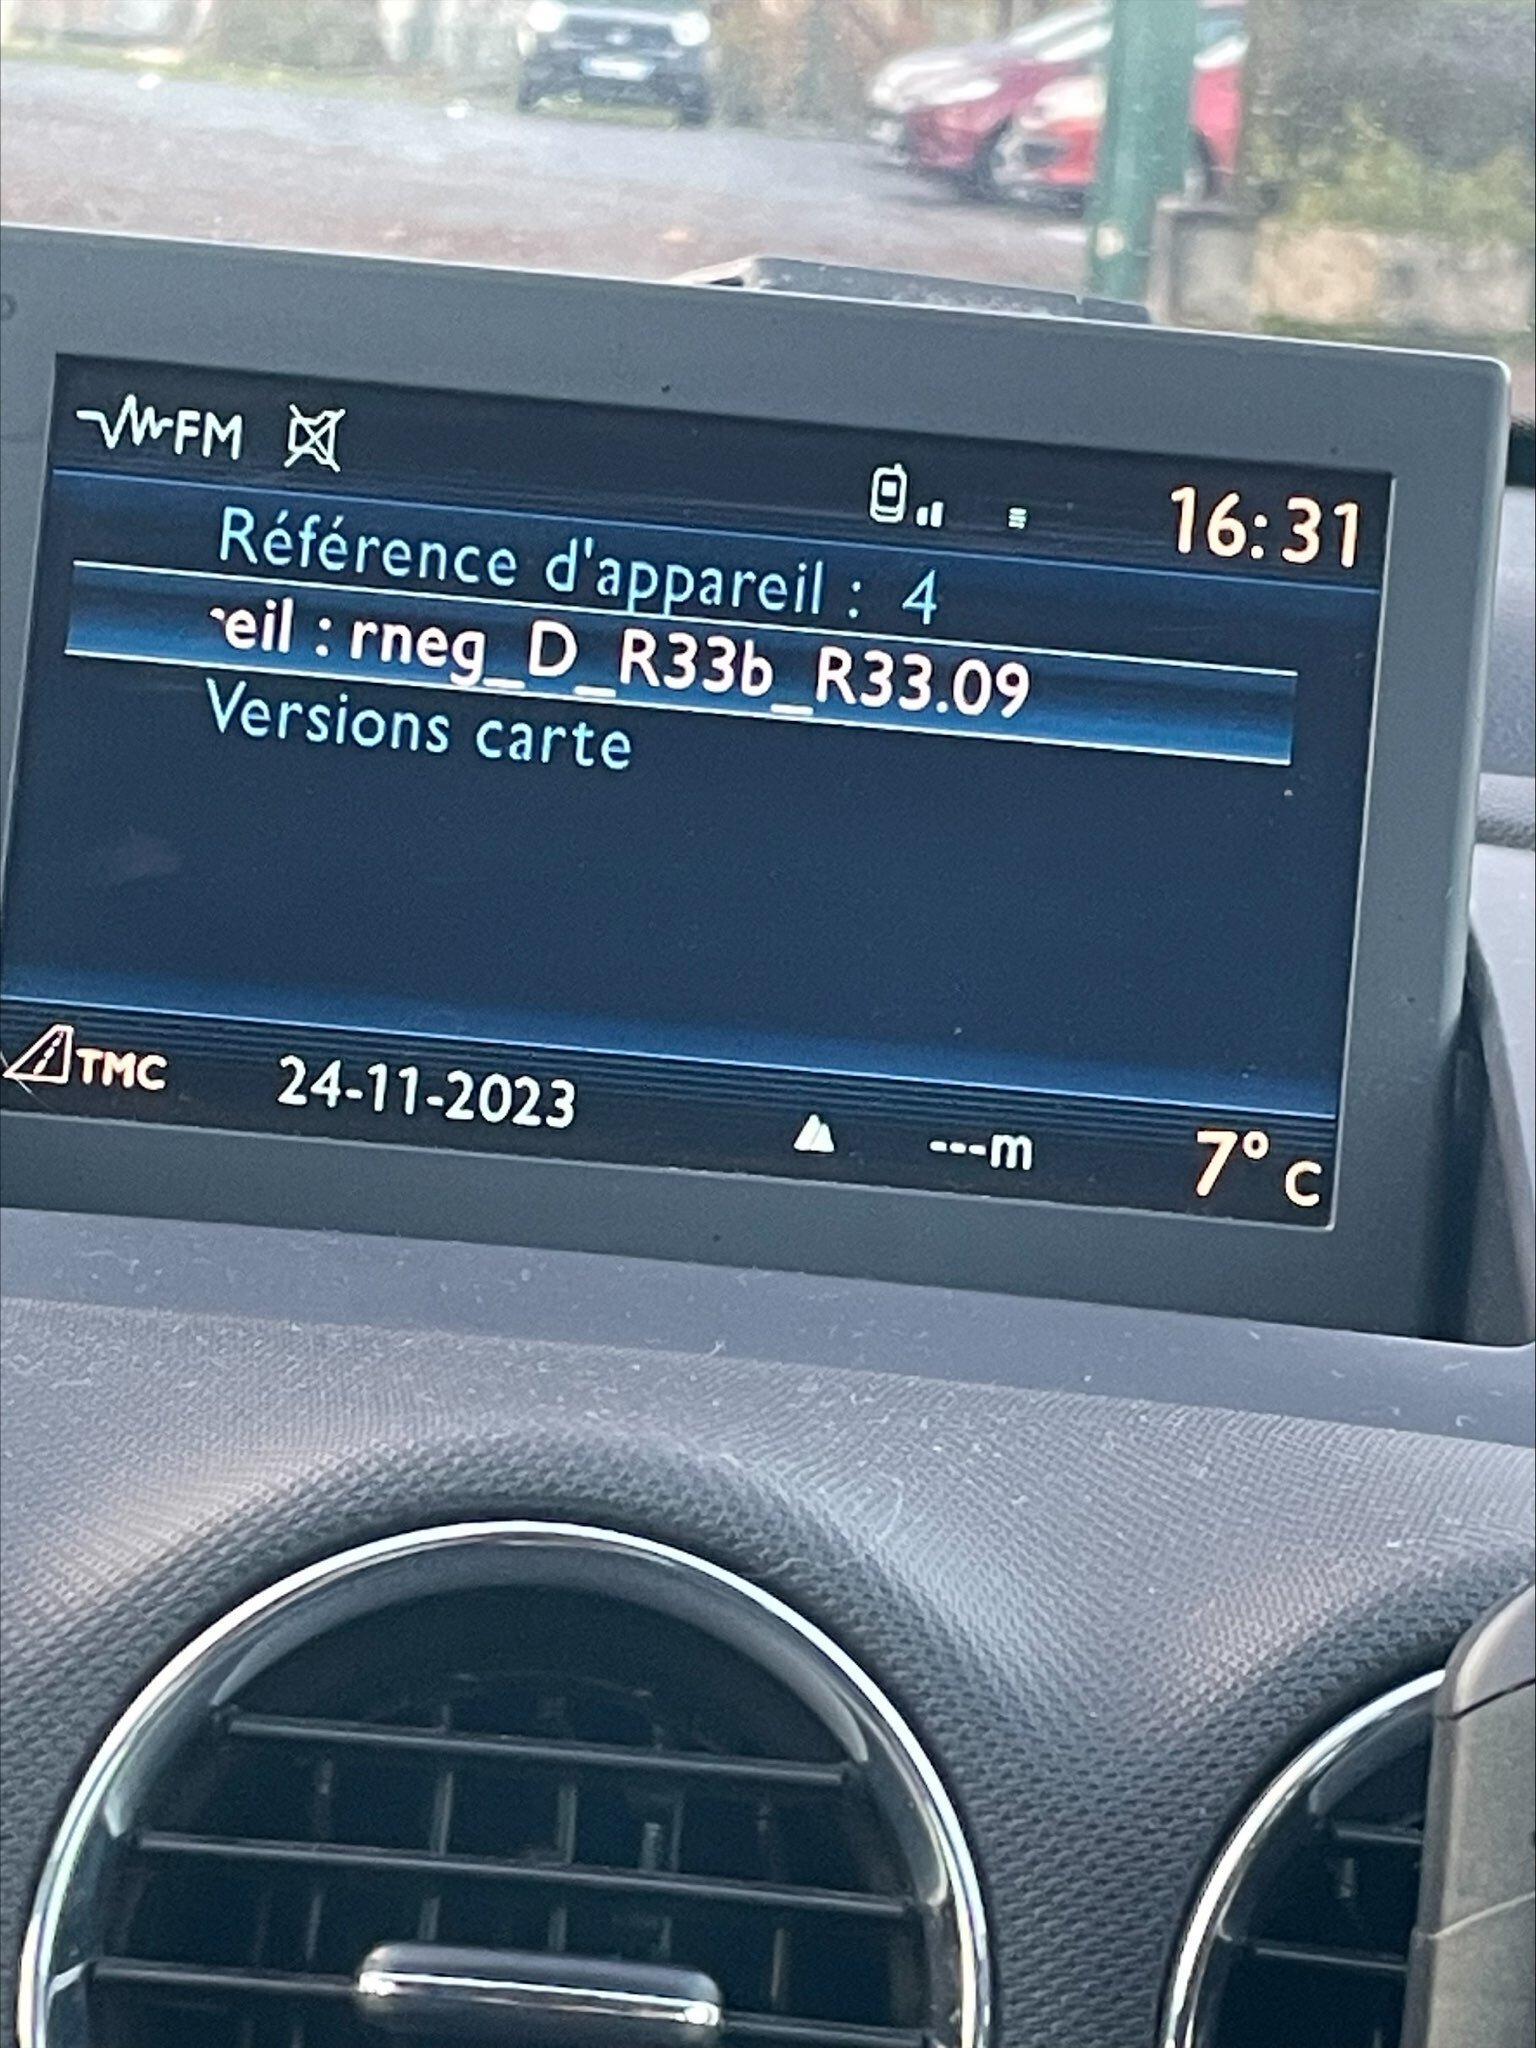 FM
16:31
Référence d'appareil : 4
eil : rneg_D_R33b_R33.09
Versions carte
TMC 24-11-2023 ---m 7° C